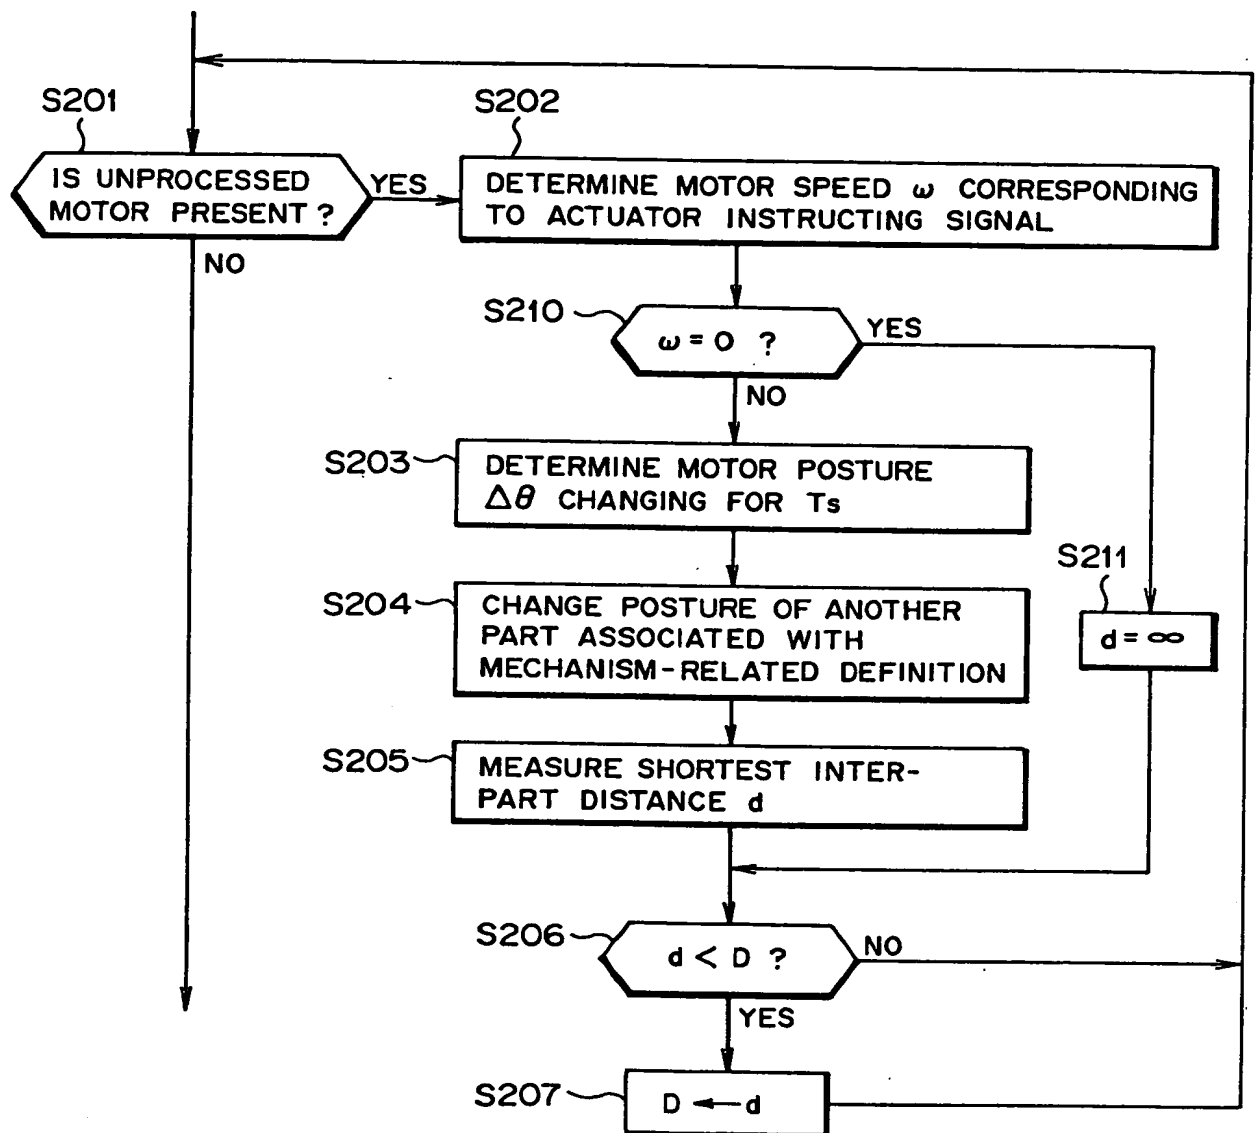 S201
IS UNPROCESSED
MOTOR PRESENT ?
YES
NO
S202
DETERMINE MOTOR SPEED ω CORRESPONDING
TO ACTUATOR INSTRUCTING SIGNAL
S210
ω = 0 ?
YES
NO
S203
DETERMINE MOTOR POSTURE
Δθ CHANGING FOR Ts
S211
d = ∞
S204
CHANGE POSTURE OF ANOTHER
PART ASSOCIATED WITH
MECHANISM-RELATED DEFINITION
S205
MEASURE SHORTEST INTER-
PART DISTANCE d
S206
d < D ?
NO
YES
S207
D ← d